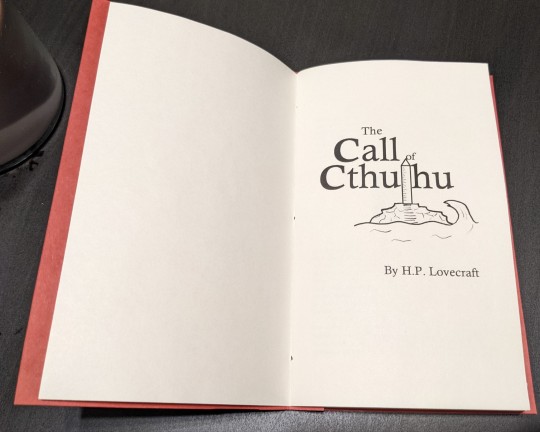 The
Call of
Cthulhu
By H.P. Lovecraft